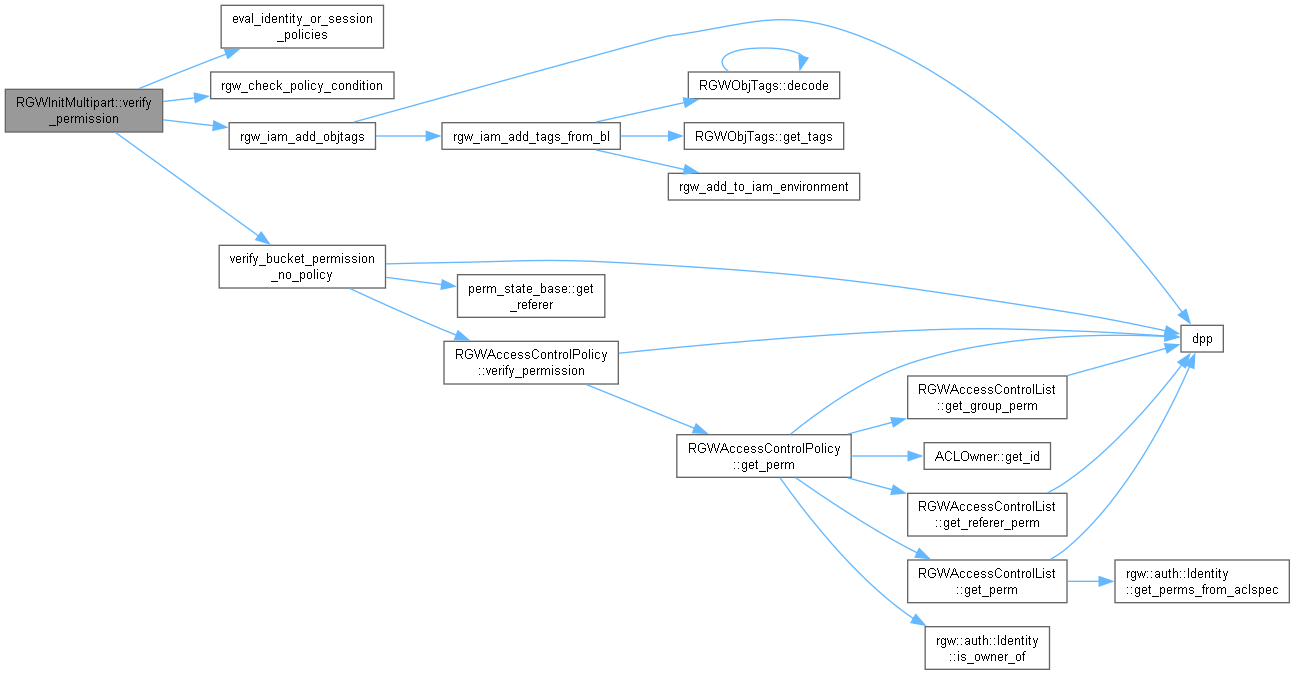 eval_identity_or_session
_policies
RGWInitMultipart::verify
_permission
rgw_check_policy_condition
rgw_iam_add_objtags
rgw_iam_add_tags_from_bl
RGWObjTags::decode
RGWObjTags::get_tags
rgw_add_to_iam_environment
verify_bucket_permission
_no_policy
perm_state_base::get
_referer
RGWAccessControlPolicy
::verify_permission
dpp
RGWAccessControlList
::get_group_perm
RGWAccessControlPolicy
::get_perm
ACLOwner::get_id
RGWAccessControlList
::get_referer_perm
RGWAccessControlList
::get_perm
rgw::auth::Identity
::get_perms_from_aclspec
rgw::auth::Identity
::is_owner_of